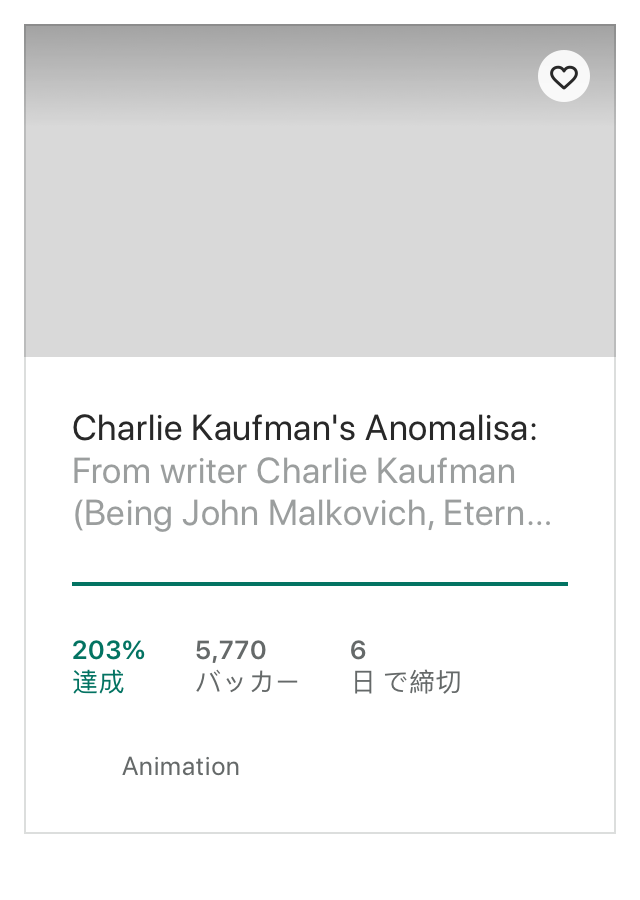 Charlie Kaufman's Anomalisa:
From writer Charlie Kaufman
(Being John Malkovich, Etern...
203% 5,770 6
達成 バッカー 日 で締切
Animation